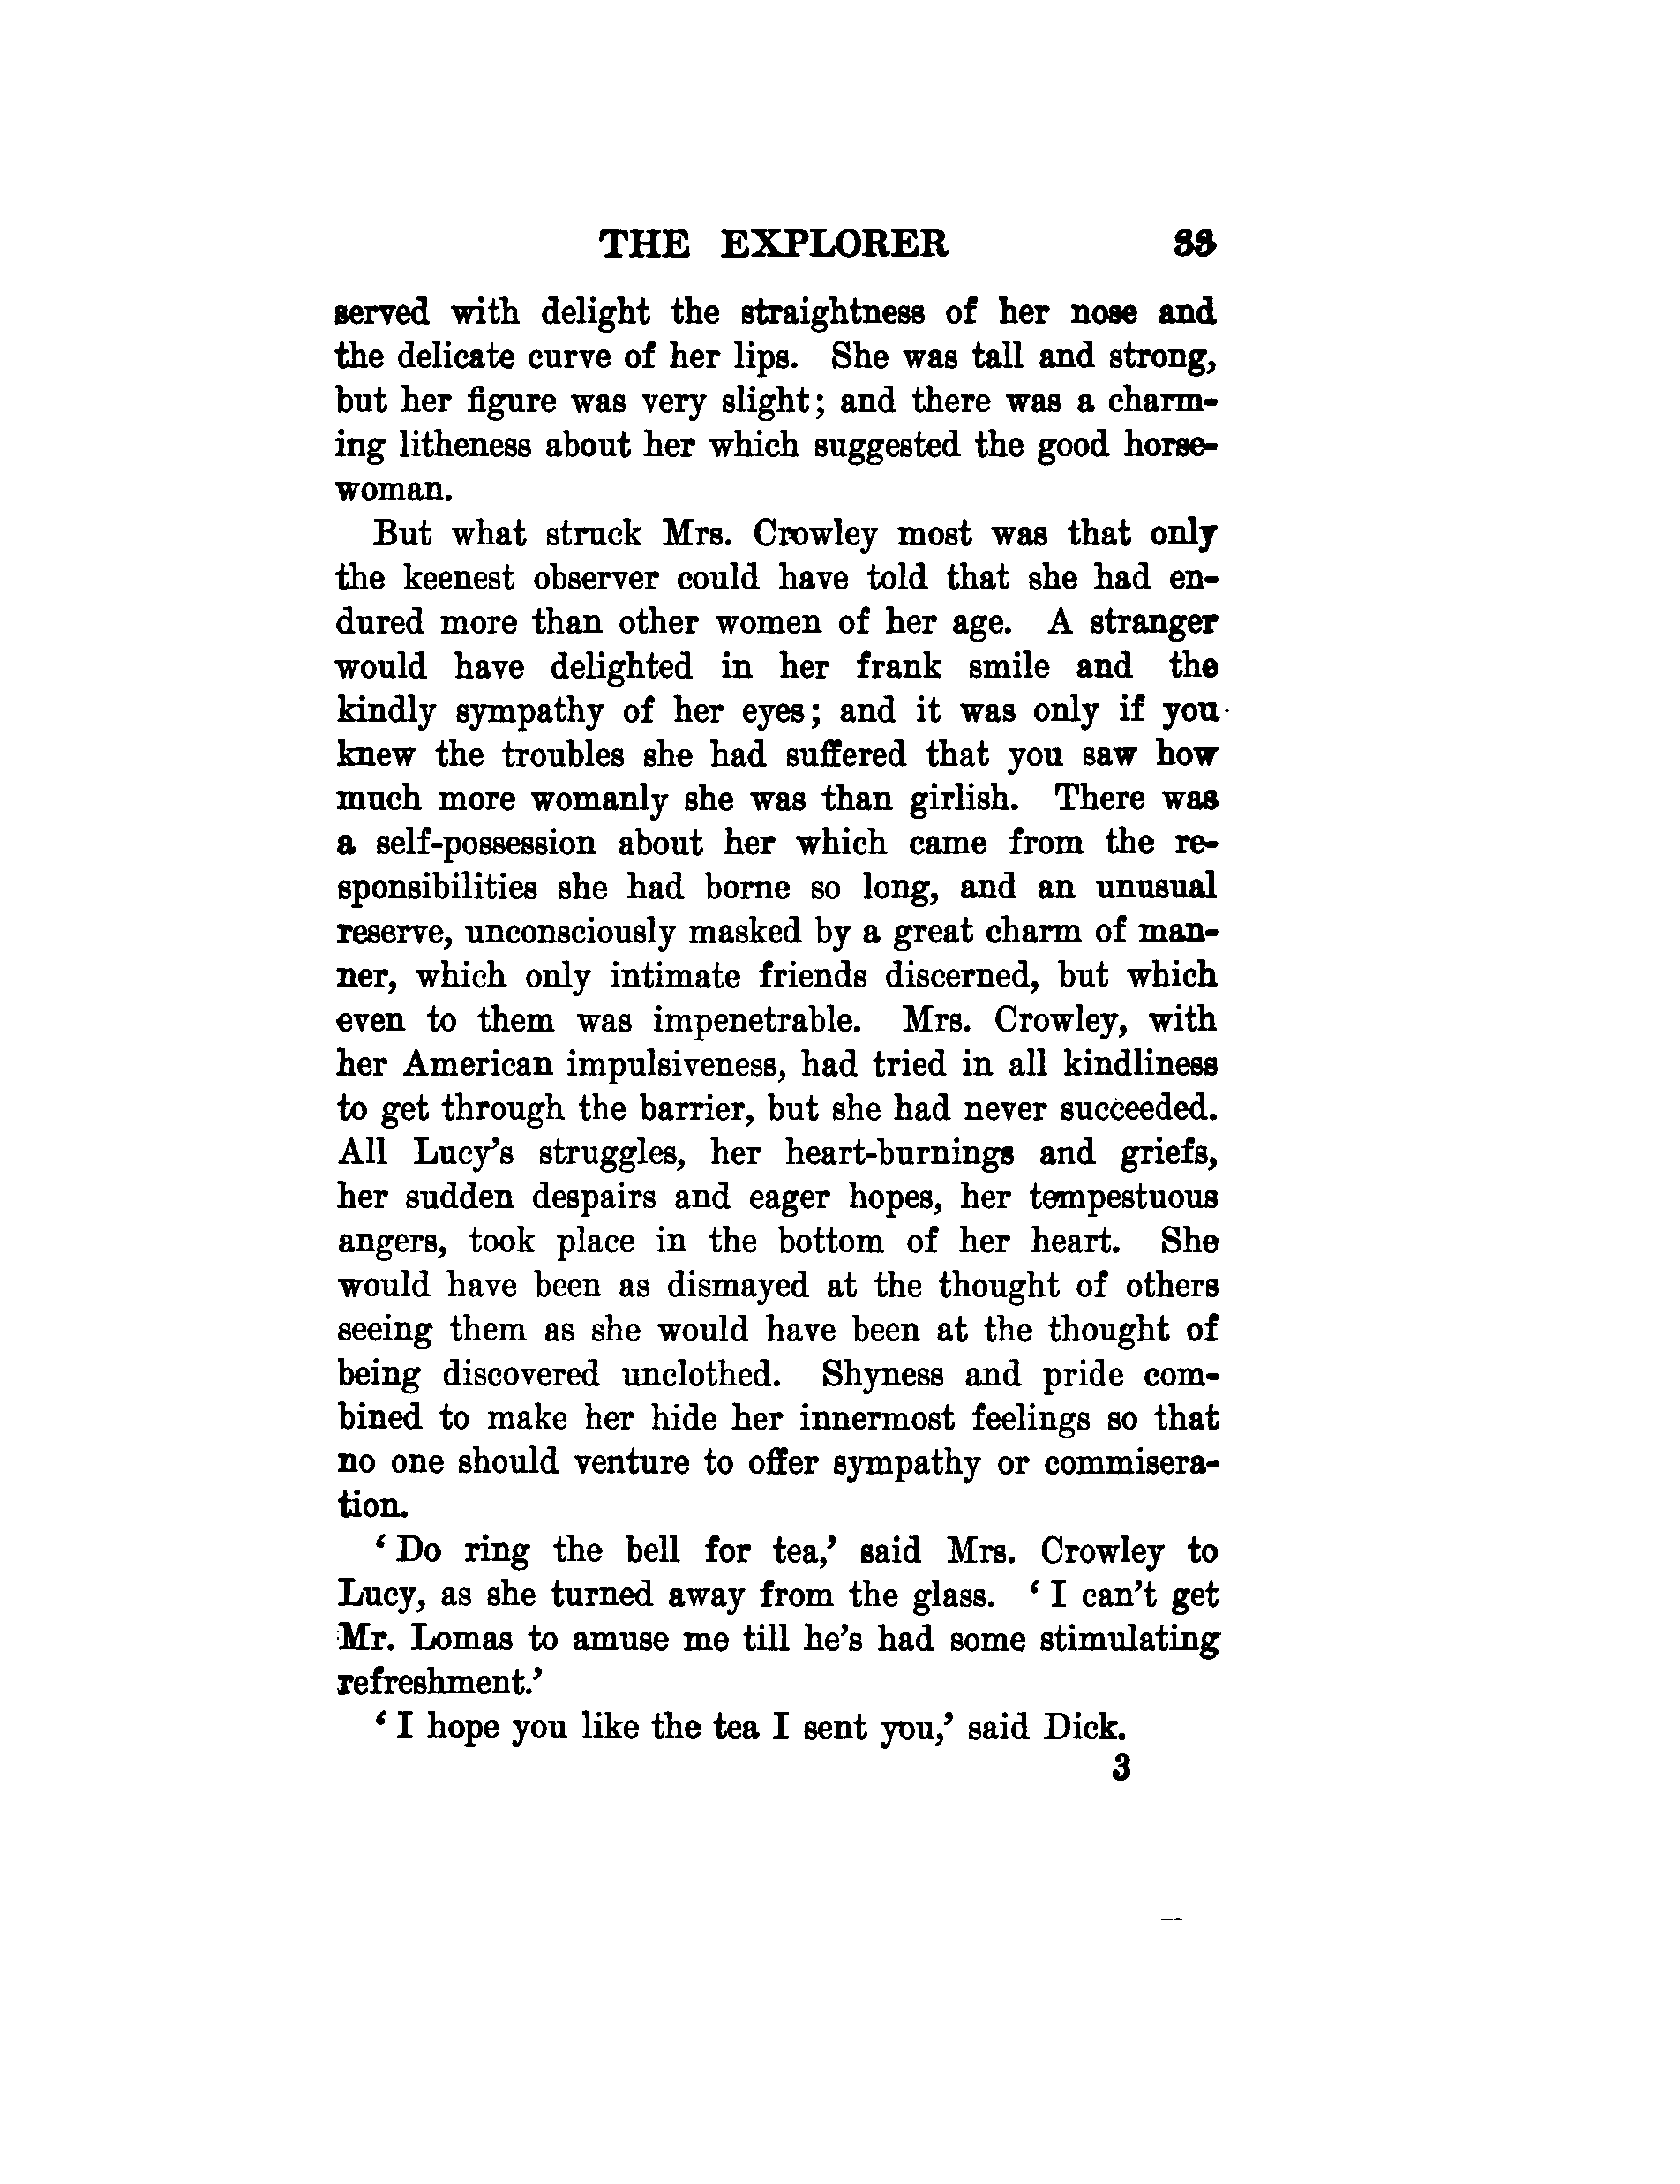 THE EXPLORER 33
served with delight the straightness of her nose and
the delicate curve of her lips. She was tall and strong,
but her figure was very slight; and there was a charm-
ing litheness about her which suggested the good horse-
woman.
But what struck Mrs. Crowley most was that only
the keenest observer could have told that she had en-
dured more than other women of her age. A stranger
would have delighted in her frank smile and the
kindly sympathy of her eyes; and it was only if you
knew the troubles she had suffered that you saw how
much more womanly she was than girlish. There was
a self-possession about her which came from the re-
sponsibilities she had borne so long, and an unusual
reserve, unconsciously masked by a great charm of man-
ner, which only intimate friends discerned, but which
even to them was impenetrable. Mrs. Crowley, with
her American impulsiveness, had tried in all kindliness
to get through the barrier, but she had never succeeded.
All Lucy's struggles, her heart-burnings and griefs,
her sudden despairs and eager hopes, her tempestuous
angers, took place in the bottom of her heart. She
would have been as dismayed at the thought of others
seeing them as she would have been at the thought of
being discovered unclothed. Shyness and pride com-
bined to make her hide her innermost feelings so that
no one should venture to offer sympathy or commisera-
tion.
‘Do ring the bell for tea,’ said Mrs. Crowley to
Lucy, as she turned away from the glass. ‘I can't get
Mr. Lomas to amuse me till he's had some stimulating
refreshment.’
‘I hope you like the tea I sent you,’ said Dick.
3